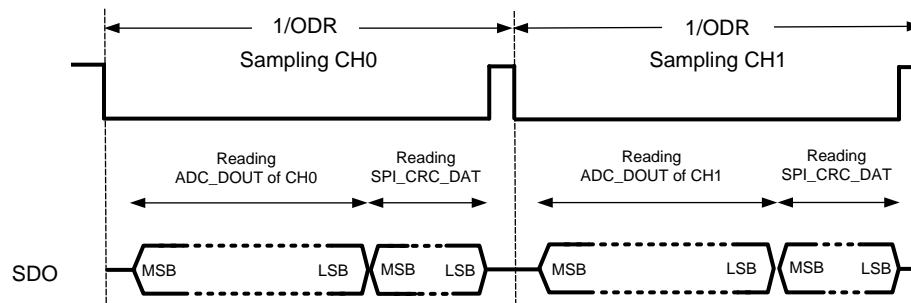 1/ODR
1/ODR
Sampling CH0
Sampling CH1
Reading
ADC_DOUT of CH0
Reading
SPI_CRC_DAT
Reading
ADC_DOUT of CH1
Reading
SPI_CRC_DAT
SDO
MSB
LSB
MSB
LSB
MSB
LSB
MSB
LSB